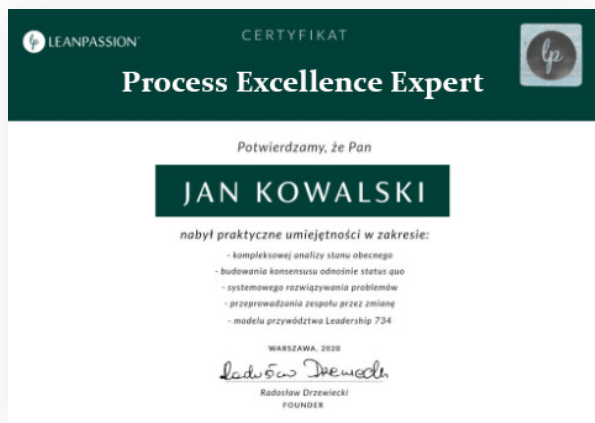 LEANPASSION
CERTYFIKAT
lp
lp
Process Excellence Expert
Potwierdzamy, że Pan
JAN KOWALSKI
nabył praktyczne umiejętności w zakresie:
- kompleksowej analizy stanu obecnego
- budowania konsensusu odnośnie status quo
- systemowego rozwiązywania problemów
- przeprowadzania zespołu przez zmianę
- modelu przywództwa Leadership 734
WARSZAWA, 2020
Radosław Drzewiecki
Radosław Drzewiecki
FOUNDER